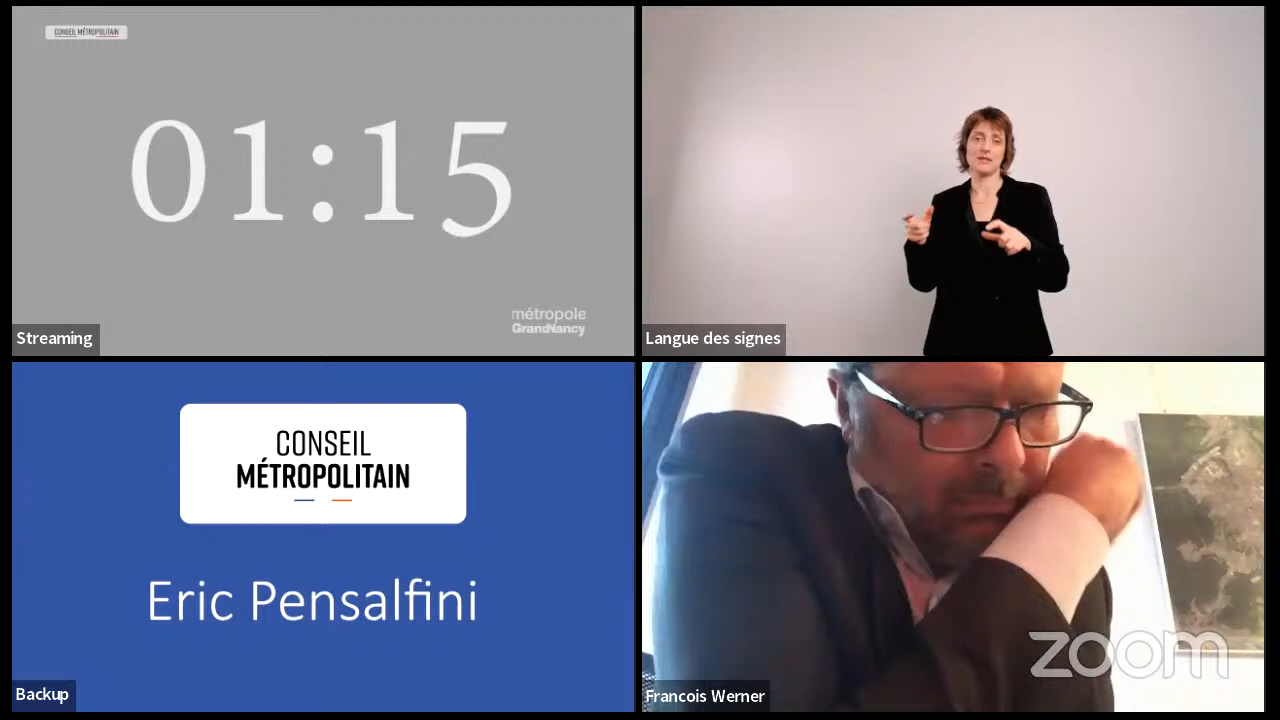 CONSEIL MÉTROPOLITAIN
01:15
métropole
GrandNancy
Streaming
Langue des signes
CONSEIL
MÉTROPOLITAIN
Eric Pensalfini
Backup
zoom
Francois Werner